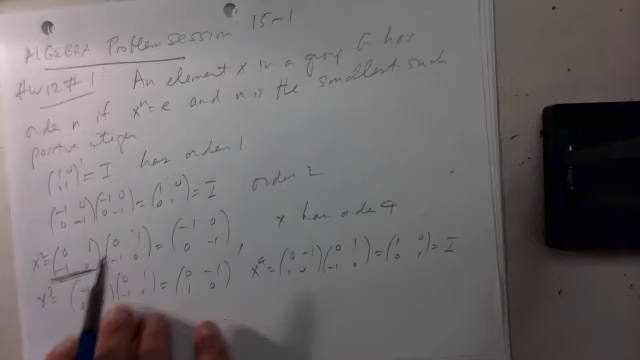 ALGEBRA Problem Session 15-1
HW12#1 An element x in a group G has
order n if xⁿ=e and n is the smallest such
positive integer
(1 0; 0 1)¹ = I has order 1
(-1 0; 0 -1)(-1 0; 0 -1) = (1 0; 0 1) = I order 2
x²=(0 1; -1 0)(0 1; -1 0) = (-1 0; 0 -1), x has order 4
x³= (0 1; -1 0) = (0 -1; 1 0) x⁴=(0 -1; 1 0)(0 1; -1 0) = (1 0; 0 1) = I